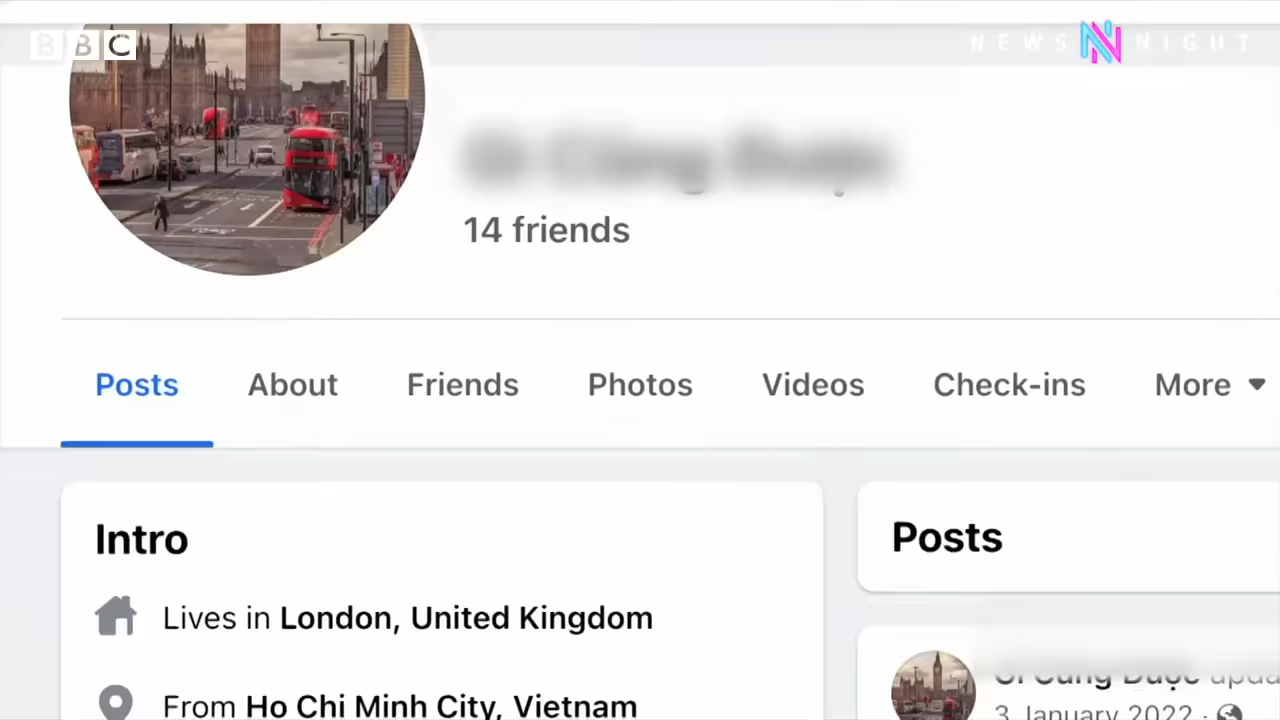 BBC
NEWSNIGHT
14 friends
Posts
About
Friends
Photos
Videos
Check-ins
More
Intro
Lives in London, United Kingdom
From Ho Chi Minh City, Vietnam
Posts
3 January 2022 ·